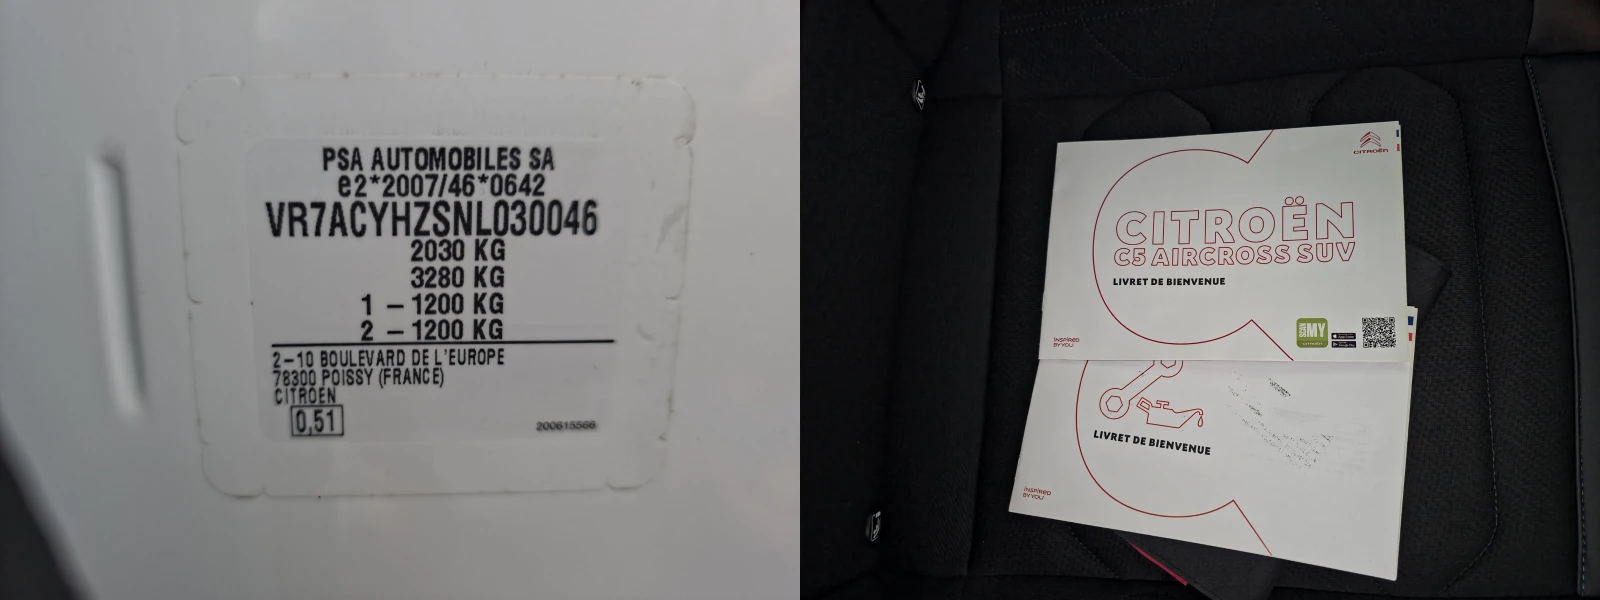 PSA AUTOMOBILES SA
e2*2007/46*0642
VR7ACYHZSNL030046
2030 KG
3280 KG
1 – 1200 KG
2 – 1200 KG
2–10 BOULEVARD DE L'EUROPE
78300 POISSY (FRANCE)
CITROEN
0,51
200615566
CITROËN
CITROËN
C5 AIRCROSS SUV
LIVRET DE BIENVENUE
INSPIRED
BY YOU
SCAN MY
CITROËN
LIVRET DE BIENVENUE
INSPIRED
BY YOU